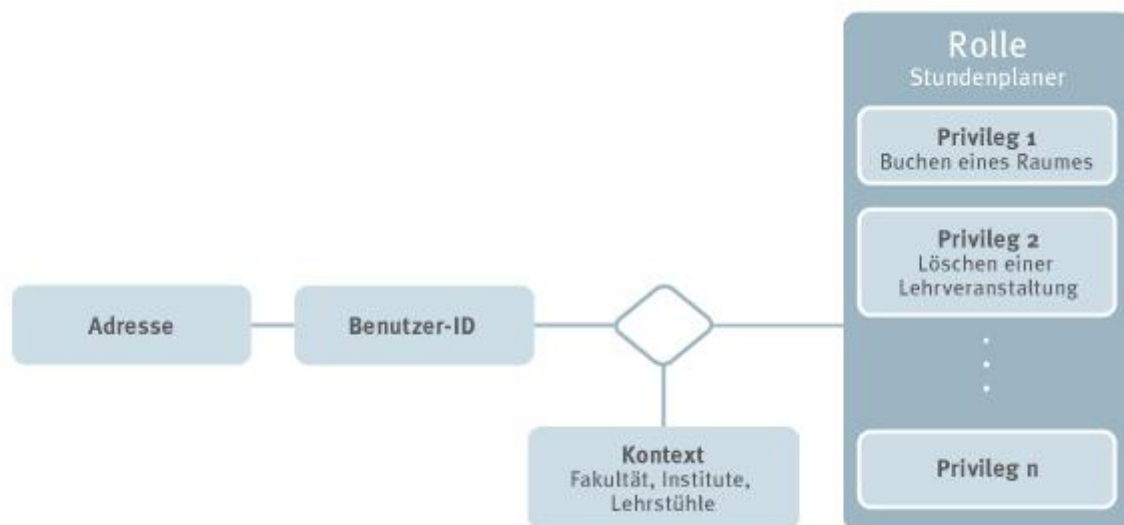 Rolle
Stundenplaner
Privileg 1
Buchen eines Raumes
Privileg 2
Löschen einer
Lehrveranstaltung
Privileg n
Adresse
Benutzer-ID
Kontext
Fakultät, Institute,
Lehrstühle